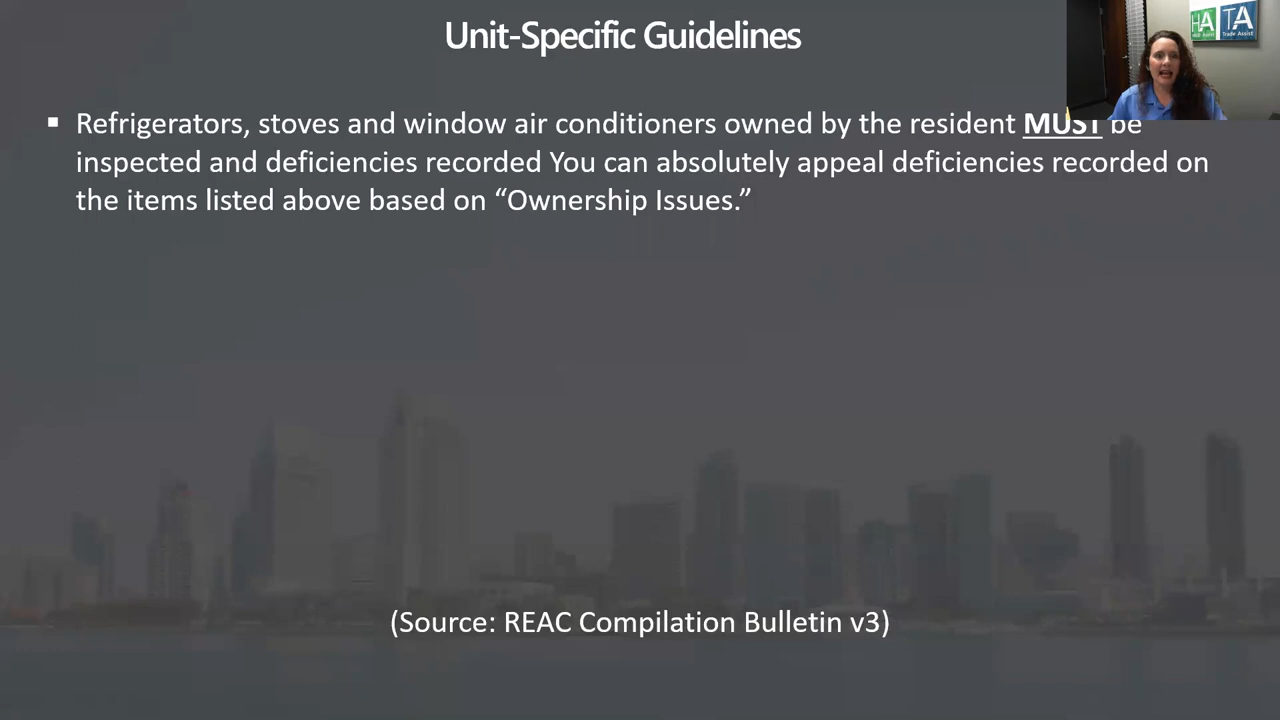 Unit-Specific Guidelines
HA TA
Trade Assist
▪ Refrigerators, stoves and window air conditioners owned by the resident MUST be
inspected and deficiencies recorded You can absolutely appeal deficiencies recorded on
the items listed above based on “Ownership Issues.”
(Source: REAC Compilation Bulletin v3)